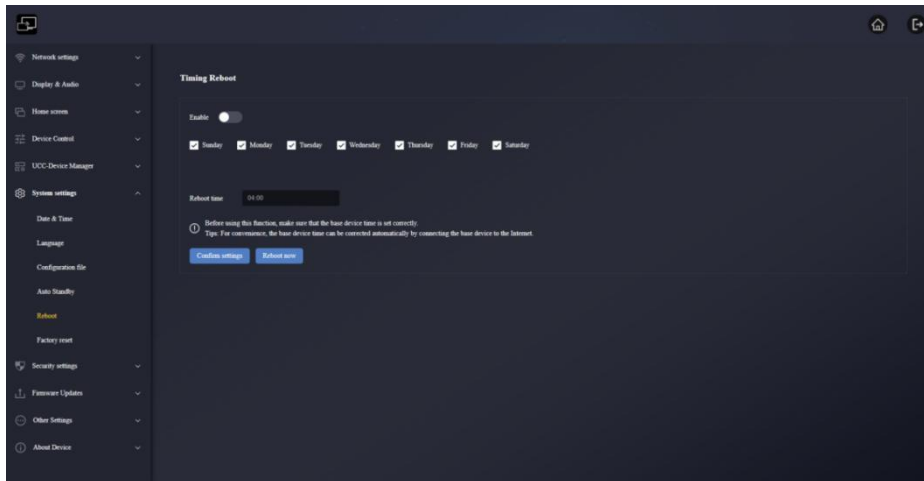 Network settings
Display & Audio
Home screen
Device Control
UCC-Device Manager
System settings
Date & Time
Language
Configuration file
Auto Standby
Reboot
Factory reset
Security settings
Firmware Updates
Other Settings
About Device
Timing Reboot
Enable
Sunday Monday Tuesday Wednesday Thursday Friday Saturday
Reboot time 04:00
Before using this function, make sure that the base device time is set correctly.
Tips: For convenience, the base device time can be corrected automatically by connecting the base device to the Internet.
Confirm settings Reboot now